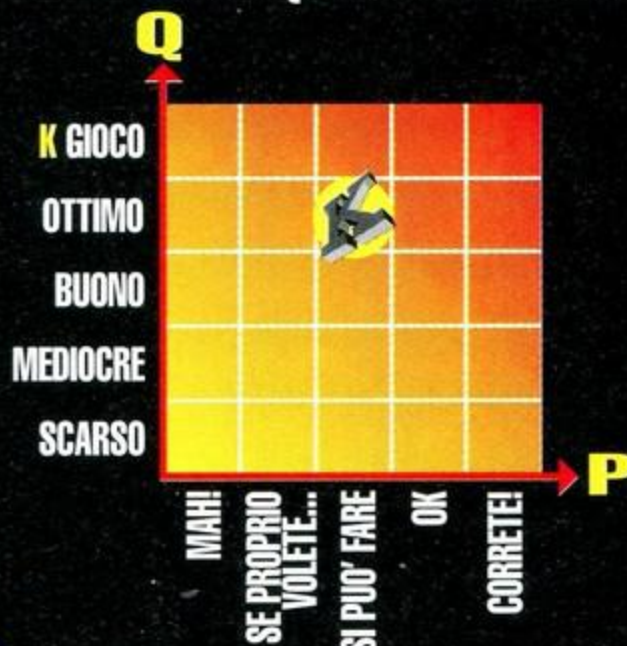 Q
K GIOCO
OTTIMO
BUONO
MEDIOCRE
SCARSO
P
MAH!
SE PROPRIO
VOLETE...
SI PUO' FARE
OK
CORRETE!